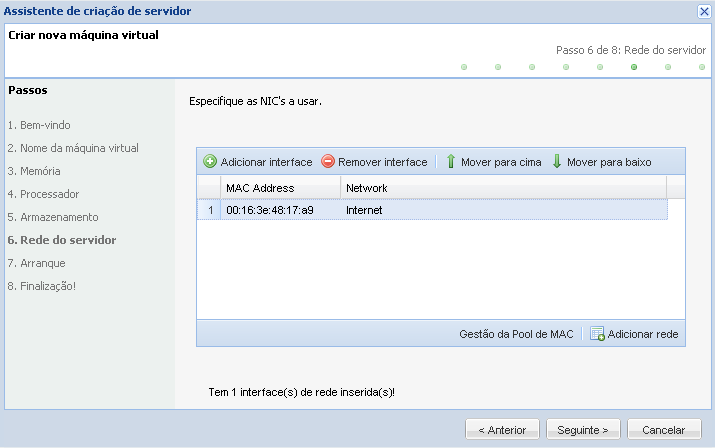 Assistente de criação de servidor
Criar nova máquina virtual
Passo 6 de 8: Rede do servidor
Passos
1. Bem-vindo
2. Nome da máquina virtual
3. Memória
4. Processador
5. Armazenamento
6. Rede do servidor
7. Arranque
8. Finalização!
Especifique as NIC's a usar.
Adicionar interface Remover interface Mover para cima Mover para baixo
MAC Address Network
1 00:16:3e:48:17:a9 Internet
Gestão da Pool de MAC Adicionar rede
Tem 1 interface(s) de rede inserida(s)!
< Anterior Seguinte > Cancelar